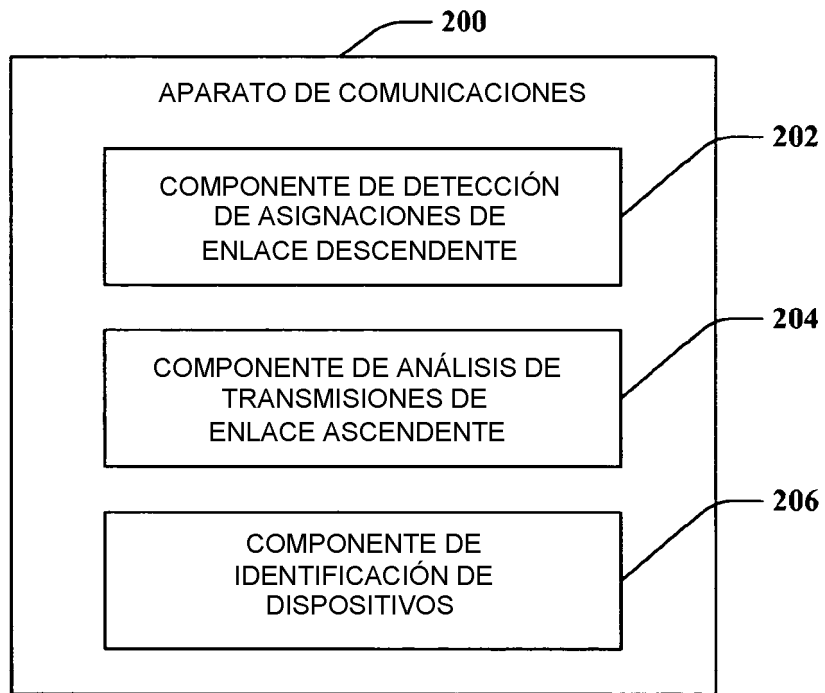 200
APARATO DE COMUNICACIONES
202
COMPONENTE DE DETECCIÓN
DE ASIGNACIONES DE
ENLACE DESCENDENTE
204
COMPONENTE DE ANÁLISIS DE
TRANSMISIONES DE
ENLACE ASCENDENTE
206
COMPONENTE DE
IDENTIFICACIÓN DE
DISPOSITIVOS